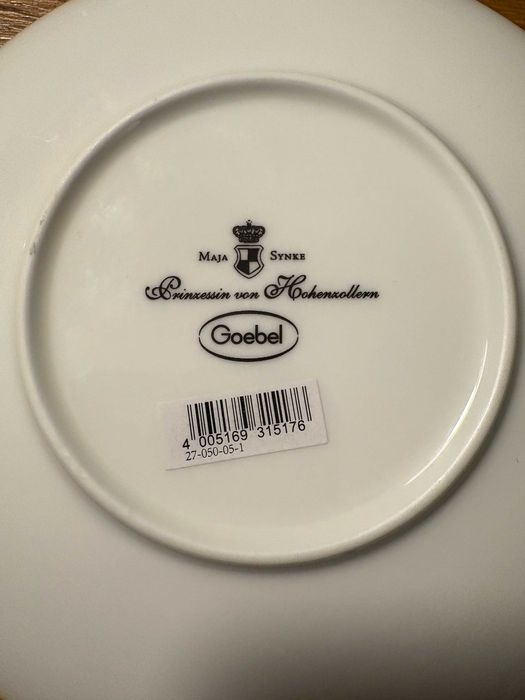 Maja Synke
Prinzessin von Hohenzollern
Goebel
4 005169 315176
27-050-05-1